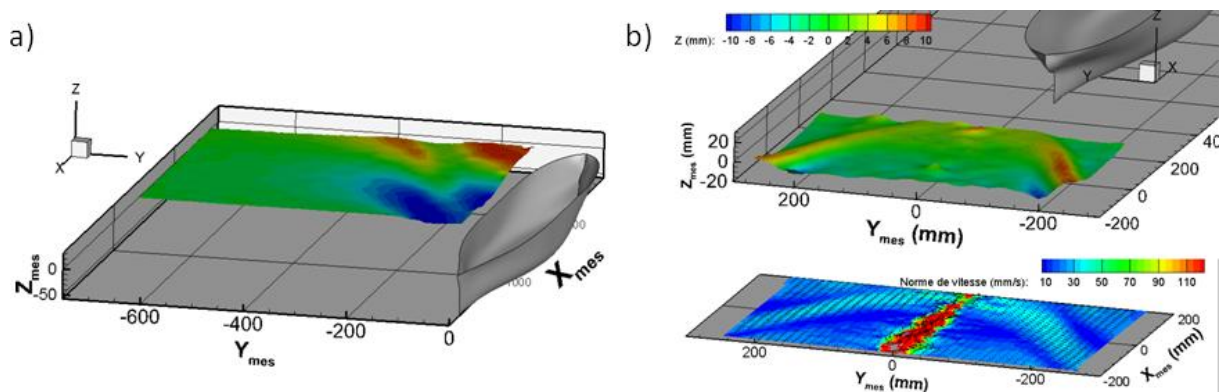 a)
Z
X
Y
Z_mes
0
-50
-600
-400
-200
0
Y_mes
X_mes
1000
b)
Z (mm): -10 -8 -6 -4 -2 0 2 4 6 8 10
Z
Y
X
Z_mes (mm)
20
0
-20
200
0
-200
Y_mes (mm)
-200
0
200
40
Norme de vitesse (mm/s): 10 30 50 70 90 110
200
0
-200
Y_mes (mm)
-200
0
200
X_mes (mm)